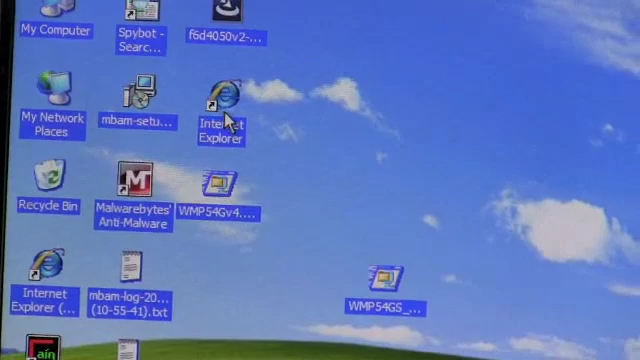 My Computer
Spybot -
Searc...
f6d4050v2-...
My Network
Places
mbam-setu...
Internet
Explorer
Recycle Bin
Malwarebytes'
Anti-Malware
WMP54Gv4....
Internet
Explorer (...
mbam-log-20...
(10-55-41).txt
WMP54GS_...
Cain